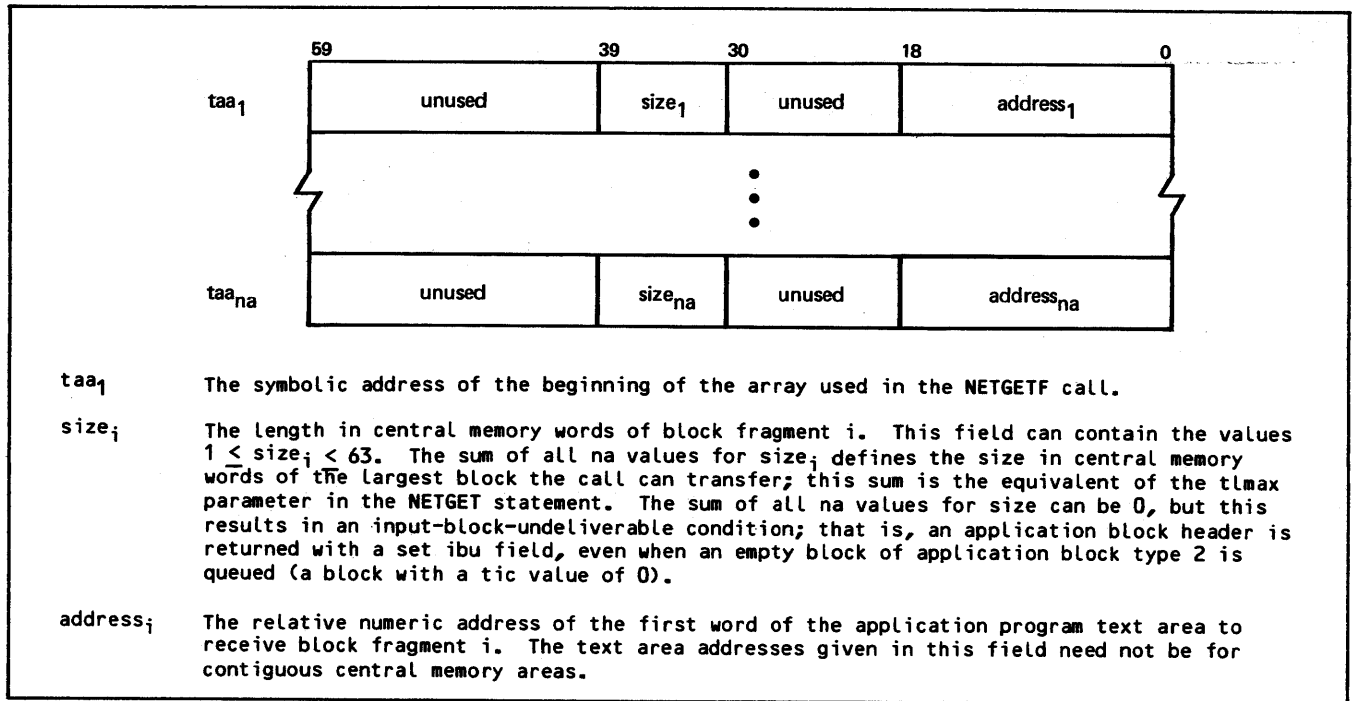 59 39 30 18 0
taa1 unused size1 unused address1
taana unused sizena unused addressna
taa1 The symbolic address of the beginning of the array used in the NETGETF call.
sizei The length in central memory words of block fragment i. This field can contain the values
1 ≤ sizei ≤ 63. The sum of all na values for sizei defines the size in central memory
words of the largest block the call can transfer; this sum is the equivalent of the tlmax
parameter in the NETGET statement. The sum of all na values for size can be 0, but this
results in an input-block-undeliverable condition; that is, an application block header is
returned with a set ibu field, even when an empty block of application block type 2 is
queued (a block with a tlc value of 0).
addressi The relative numeric address of the first word of the application program text area to
receive block fragment i. The text area addresses given in this field need not be for
contiguous central memory areas.